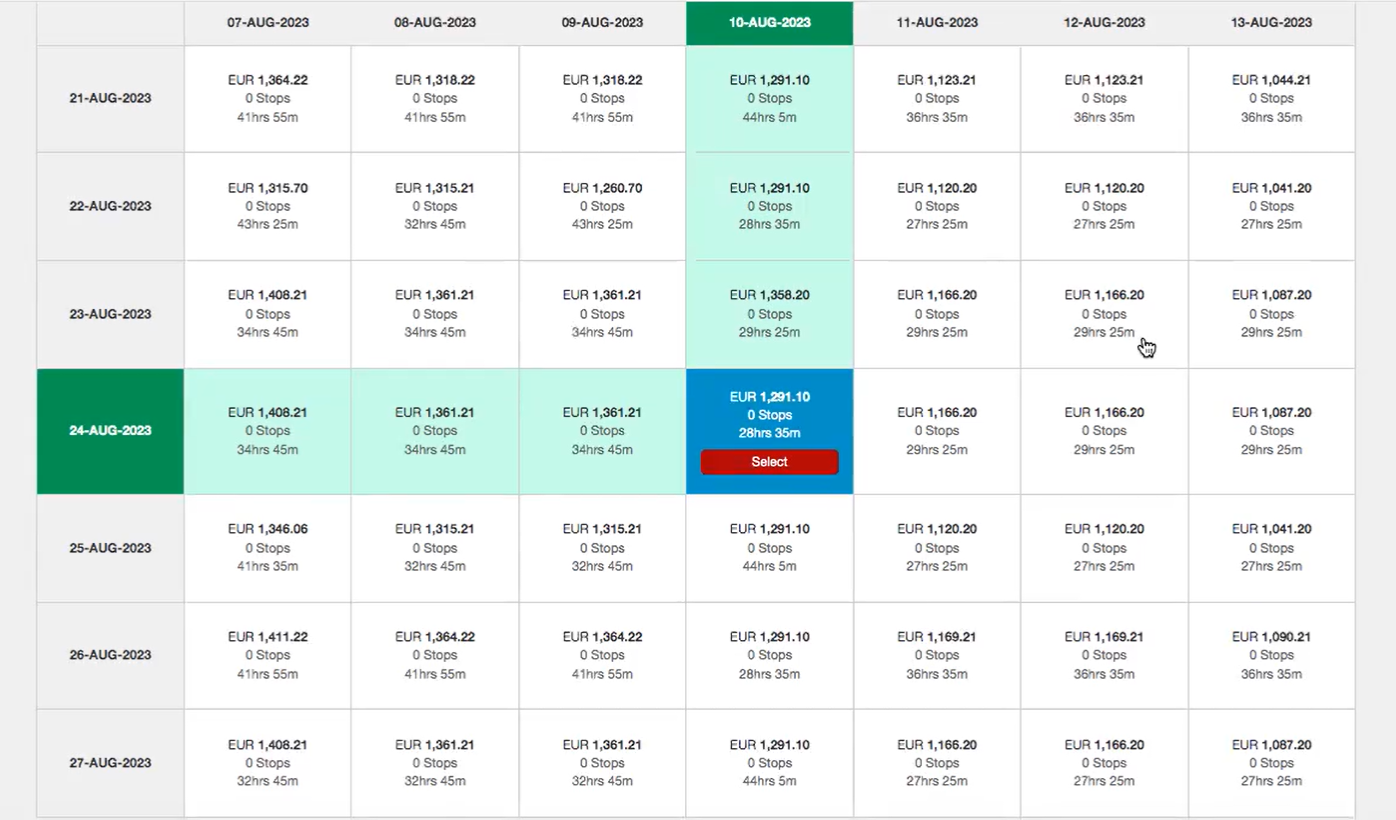 07-AUG-2023 08-AUG-2023 09-AUG-2023 10-AUG-2023 11-AUG-2023 12-AUG-2023 13-AUG-2023
EUR 1,364.22 EUR 1,318.22 EUR 1,318.22 EUR 1,291.10 EUR 1,123.21 EUR 1,123.21 EUR 1,044.21
21-AUG-2023 0 Stops 0 Stops 0 Stops 0 Stops 0 Stops 0 Stops 0 Stops
41hrs 55m 41hrs 55m 41hrs 55m 44hrs 5m 36hrs 35m 36hrs 35m 36hrs 35m
EUR 1,315.70 EUR 1,315.21 EUR 1,260.70 EUR 1,291.10 EUR 1,120.20 EUR 1,120.20 EUR 1,041.20
22-AUG-2023 0 Stops 0 Stops 0 Stops 0 Stops 0 Stops 0 Stops 0 Stops
43hrs 25m 32hrs 45m 43hrs 25m 28hrs 35m 27hrs 25m 27hrs 25m 27hrs 25m
EUR 1,408.21 EUR 1,361.21 EUR 1,361.21 EUR 1,358.20 EUR 1,166.20 EUR 1,166.20 EUR 1,087.20
23-AUG-2023 0 Stops 0 Stops 0 Stops 0 Stops 0 Stops 0 Stops 0 Stops
34hrs 45m 34hrs 45m 34hrs 45m 29hrs 25m 29hrs 25m 29hrs 25m 29hrs 25m
EUR 1,408.21 EUR 1,361.21 EUR 1,361.21 EUR 1,291.10 EUR 1,166.20 EUR 1,166.20 EUR 1,087.20
24-AUG-2023 0 Stops 0 Stops 0 Stops 0 Stops 0 Stops 0 Stops 0 Stops
34hrs 45m 34hrs 45m 34hrs 45m 28hrs 35m 29hrs 25m 29hrs 25m 29hrs 25m
Select
EUR 1,346.06 EUR 1,315.21 EUR 1,315.21 EUR 1,291.10 EUR 1,120.20 EUR 1,120.20 EUR 1,041.20
25-AUG-2023 0 Stops 0 Stops 0 Stops 0 Stops 0 Stops 0 Stops 0 Stops
41hrs 35m 32hrs 45m 32hrs 45m 44hrs 5m 27hrs 25m 27hrs 25m 27hrs 25m
EUR 1,411.22 EUR 1,364.22 EUR 1,364.22 EUR 1,291.10 EUR 1,169.21 EUR 1,169.21 EUR 1,090.21
26-AUG-2023 0 Stops 0 Stops 0 Stops 0 Stops 0 Stops 0 Stops 0 Stops
41hrs 55m 41hrs 55m 41hrs 55m 28hrs 35m 36hrs 35m 36hrs 35m 36hrs 35m
EUR 1,408.21 EUR 1,361.21 EUR 1,361.21 EUR 1,291.10 EUR 1,166.20 EUR 1,166.20 EUR 1,087.20
27-AUG-2023 0 Stops 0 Stops 0 Stops 0 Stops 0 Stops 0 Stops 0 Stops
32hrs 45m 32hrs 45m 32hrs 45m 44hrs 5m 27hrs 25m 27hrs 25m 27hrs 25m